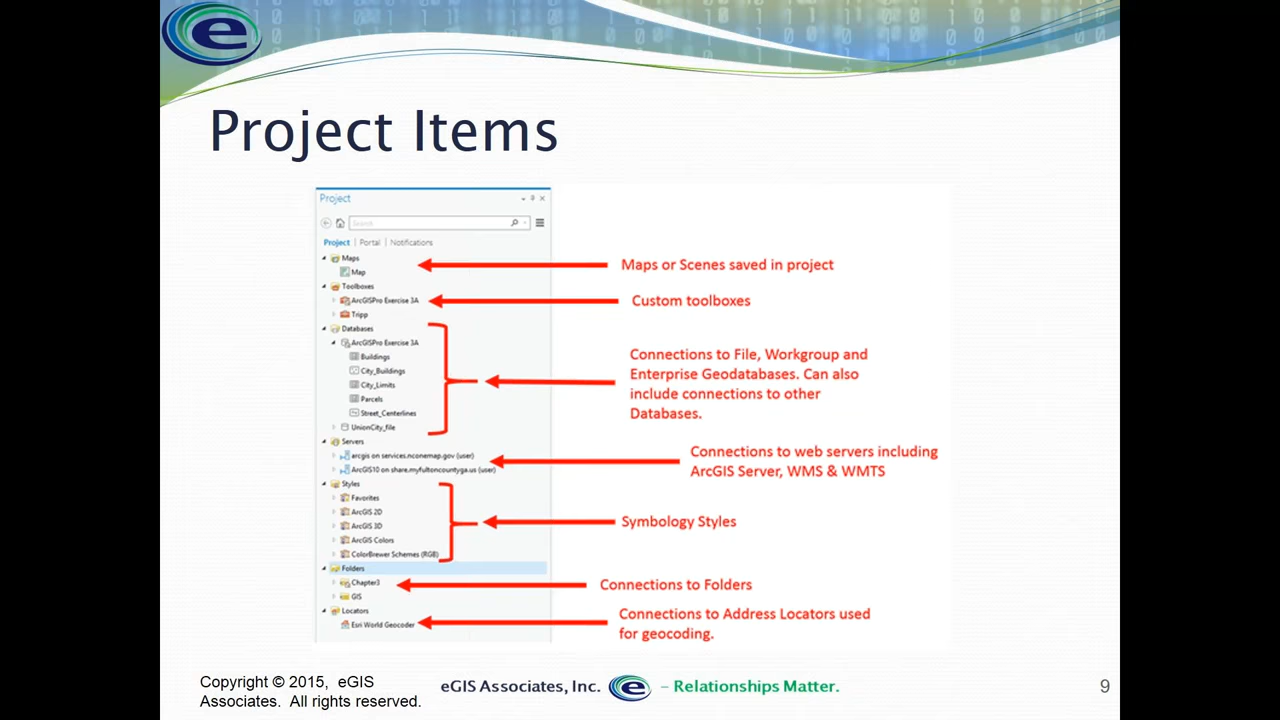 Project Items
Project
Search
Project | Portal | Notifications
Maps
Map
Maps or Scenes saved in project
Toolboxes
ArcGISPro Exercise 3A
Custom toolboxes
Tripp
Databases
ArcGISPro Exercise 3A
Buildings
City_Buildings
City_Limits
Parcels
Street_Centerlines
UnionCity_file
Connections to File, Workgroup and
Enterprise Geodatabases. Can also
include connections to other
Databases.
Servers
arcgis on services.nconemap.gov (user)
ArcGIS10 on share.myfultoncountyga.us (user)
Connections to web servers including
ArcGIS Server, WMS & WMTS
Styles
Favorites
ArcGIS 2D
ArcGIS 3D
ArcGIS Colors
ColorBrewer Schemes (RGB)
Symbology Styles
Folders
Chapter3
GIS
Connections to Folders
Locators
Esri World Geocoder
Connections to Address Locators used
for geocoding.
Copyright © 2015, eGIS
Associates. All rights reserved.
eGIS Associates, Inc. e – Relationships Matter.
9